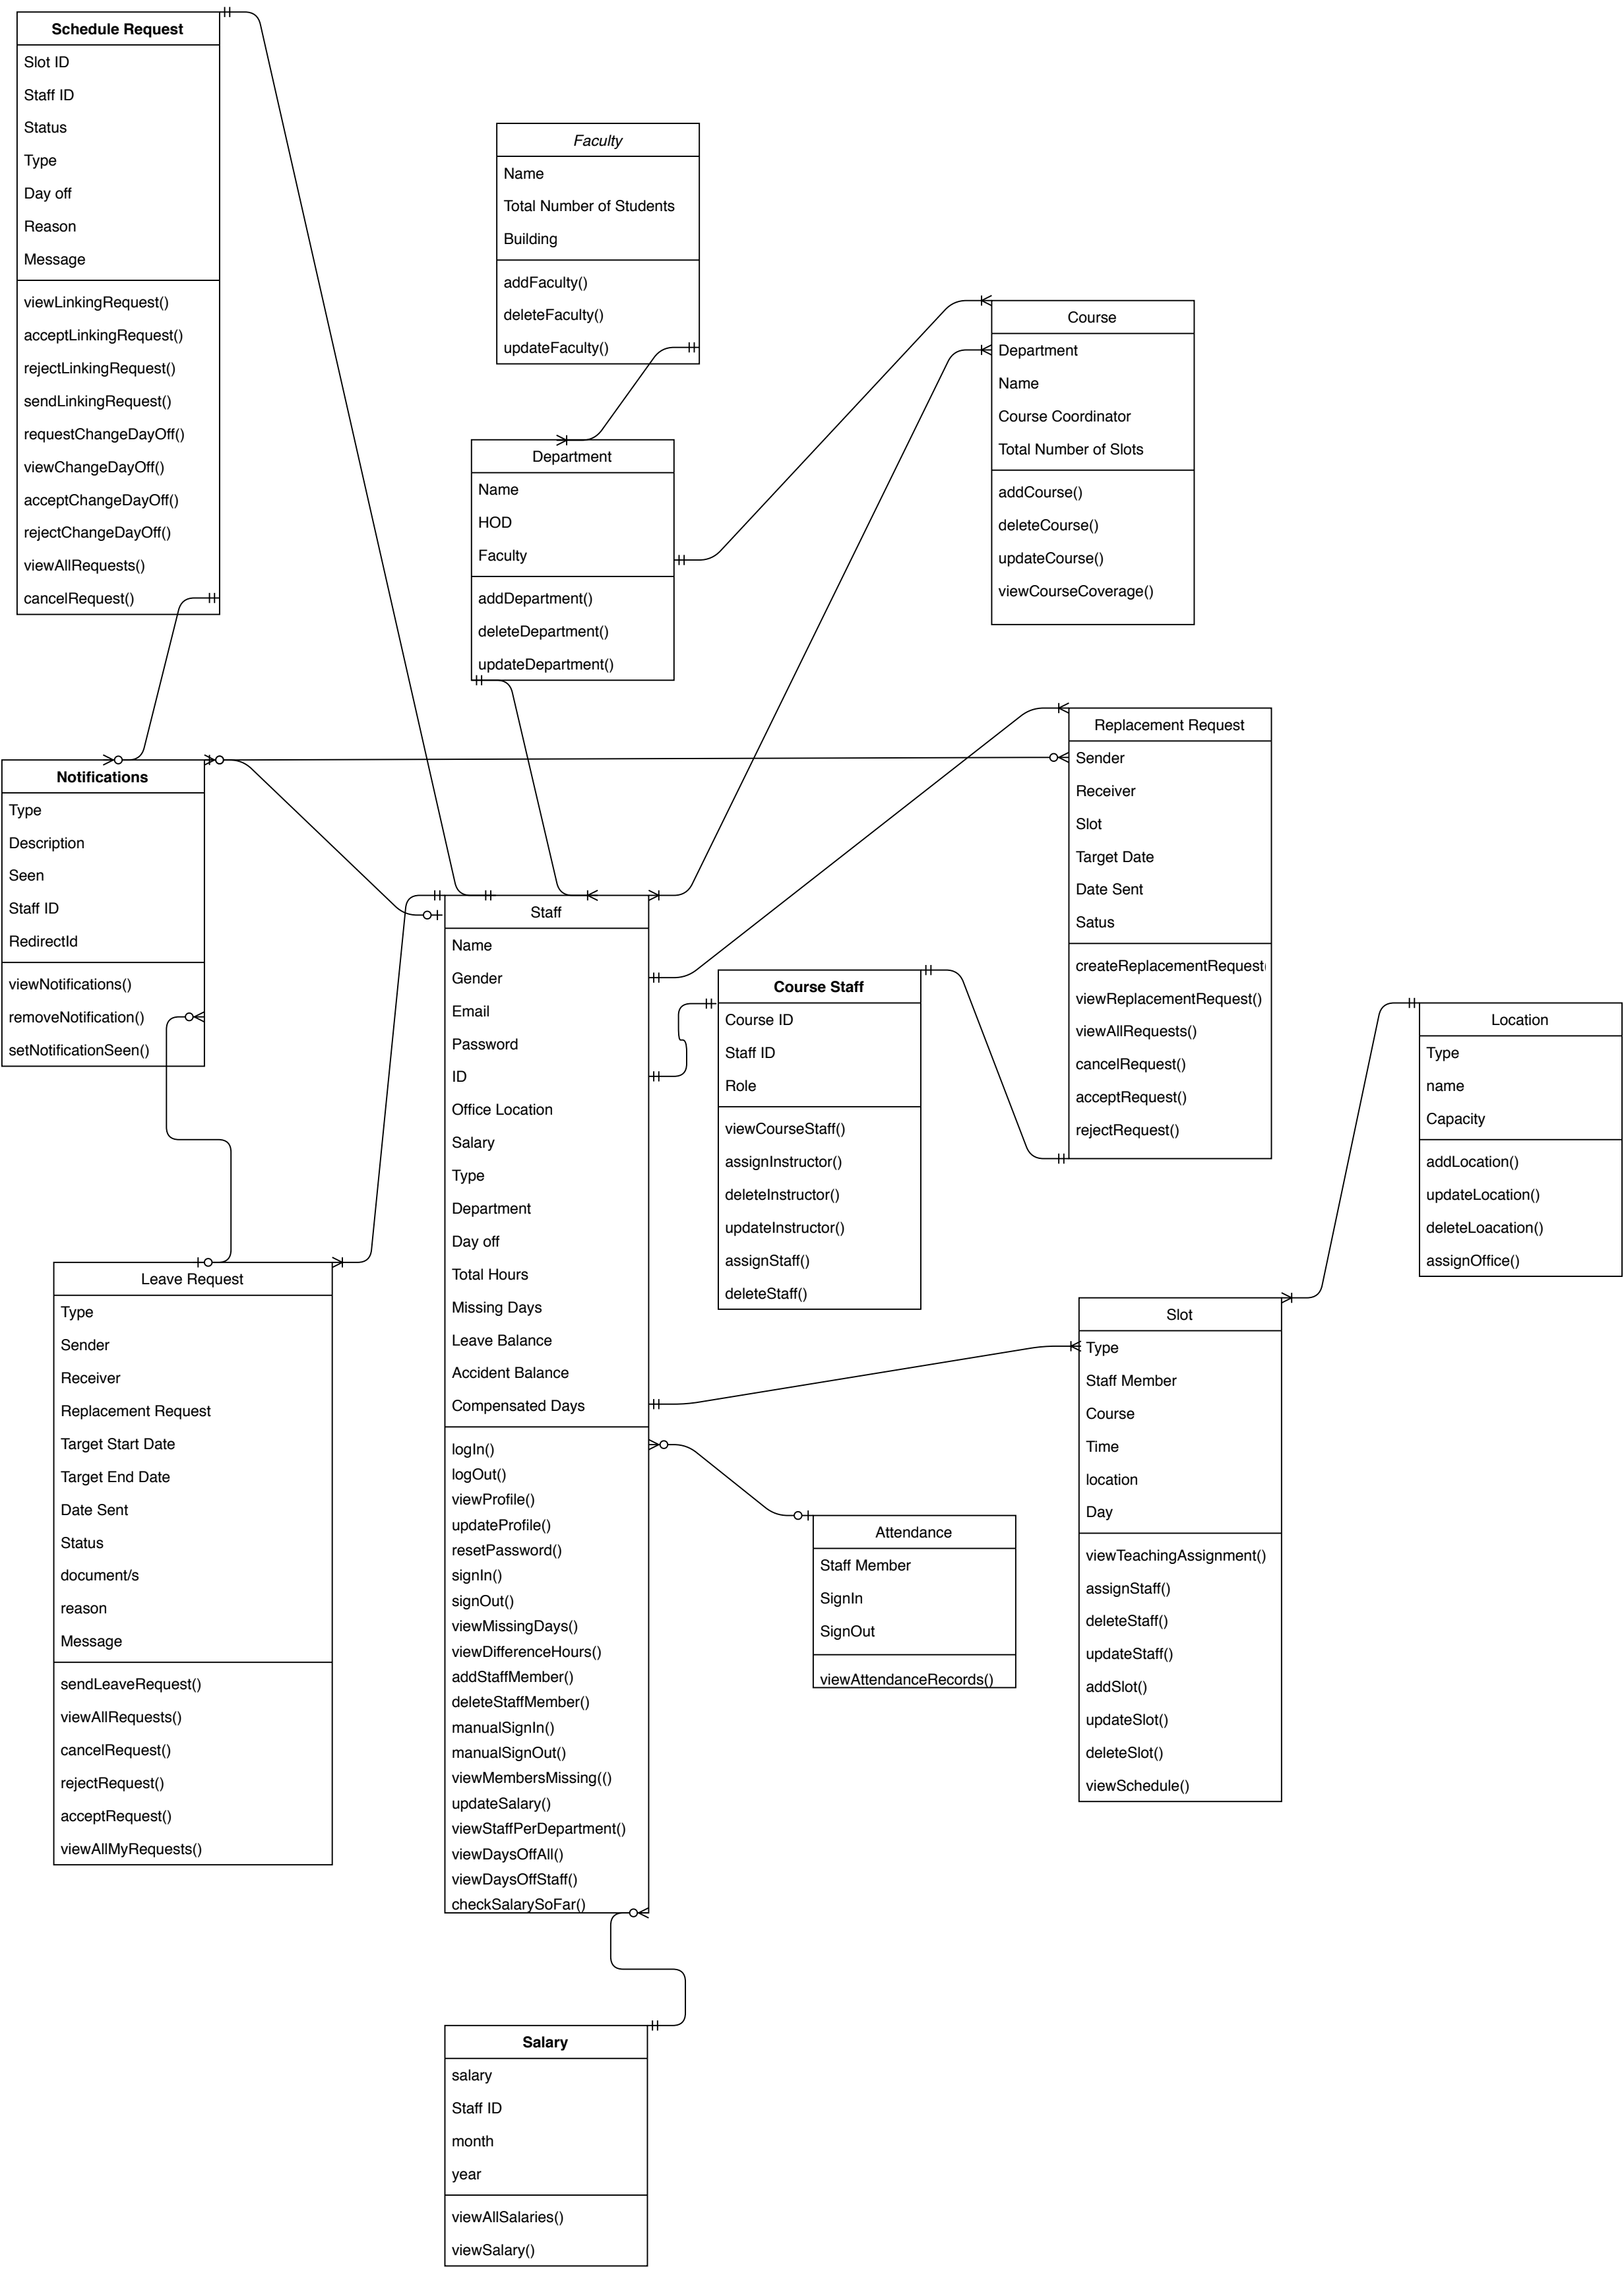 Schedule Request
Slot ID
Staff ID
Status
Type
Day off
Reason
Message
viewLinkingRequest()
acceptLinkingRequest()
rejectLinkingRequest()
sendLinkingRequest()
requestChangeDayOff()
viewChangeDayOff()
acceptChangeDayOff()
rejectChangeDayOff()
viewAllRequests()
cancelRequest()
Faculty
Name
Total Number of Students
Building
addFaculty()
deleteFaculty()
updateFaculty()
Course
Department
Name
Course Coordinator
Total Number of Slots
addCourse()
deleteCourse()
updateCourse()
viewCourseCoverage()
Department
Name
HOD
Faculty
addDepartment()
deleteDepartment()
updateDepartment()
Notifications
Type
Description
Seen
Staff ID
RedirectId
viewNotifications()
removeNotification()
setNotificationSeen()
Replacement Request
Sender
Receiver
Slot
Target Date
Date Sent
Satus
createReplacementRequest(
viewReplacementRequest()
viewAllRequests()
cancelRequest()
acceptRequest()
rejectRequest()
Staff
Name
Gender
Email
Password
ID
Office Location
Salary
Type
Department
Day off
Total Hours
Missing Days
Leave Balance
Accident Balance
Compensated Days
logIn()
logOut()
viewProfile()
updateProfile()
resetPassword()
signIn()
signOut()
viewMissingDays()
viewDifferenceHours()
addStaffMember()
deleteStaffMember()
manualSignIn()
manualSignOut()
viewMembersMissing(()
updateSalary()
viewStaffPerDepartment()
viewDaysOffAll()
viewDaysOffStaff()
checkSalarySoFar()
Course Staff
Course ID
Staff ID
Role
viewCourseStaff()
assignInstructor()
deleteInstructor()
updateInstructor()
assignStaff()
deleteStaff()
Location
Type
name
Capacity
addLocation()
updateLocation()
deleteLoacation()
assignOffice()
Leave Request
Type
Sender
Receiver
Replacement Request
Target Start Date
Target End Date
Date Sent
Status
document/s
reason
Message
sendLeaveRequest()
viewAllRequests()
cancelRequest()
rejectRequest()
acceptRequest()
viewAllMyRequests()
Slot
Type
Staff Member
Course
Time
location
Day
viewTeachingAssignment()
assignStaff()
deleteStaff()
updateStaff()
addSlot()
updateSlot()
deleteSlot()
viewSchedule()
Attendance
Staff Member
SignIn
SignOut
viewAttendanceRecords()
Salary
salary
Staff ID
month
year
viewAllSalaries()
viewSalary()